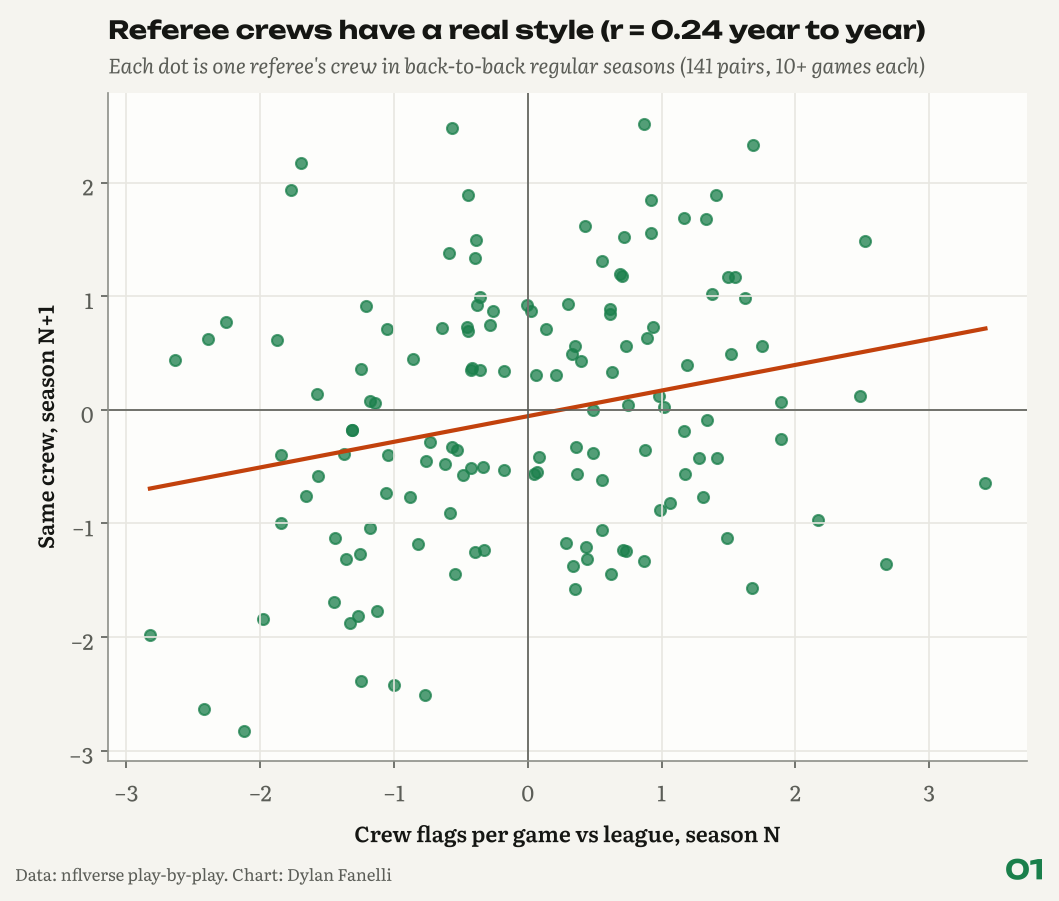 Referee crews have a real style (r = 0.24 year to year)
Each dot is one referee's crew in back-to-back regular seasons (141 pairs, 10+ games each)
Same crew, season N+1
2
1
0
−1
−2
−3
−3 −2 −1 0 1 2 3
Crew flags per game vs league, season N
Data: nflverse play-by-play. Chart: Dylan Fanelli
01